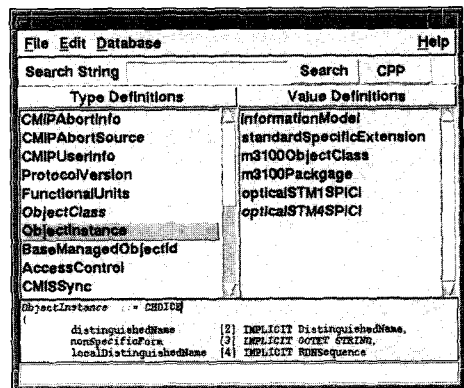 File Edit Database Help
Search String Search CPP
Type Definitions Value Definitions
CMIPAbortInfo informationModel
CMIPAbortSource standardSpecificExtension
CMIPUserInfo m3100ObjectClass
ProtocolVersion m3100Packgage
FunctionalUnits opticalSTM1SPICI
ObjectClass opticalSTM4SPICI
ObjectInstance
BaseManagedObjectId
AccessControl
CMISSync
ObjectInstance ::= CHOICE
{
distinguishedName [2] IMPLICIT DistinguishedName,
nonSpecificForm [3] IMPLICIT OCTET STRING,
localDistinguishedName [4] IMPLICIT RDNSequence